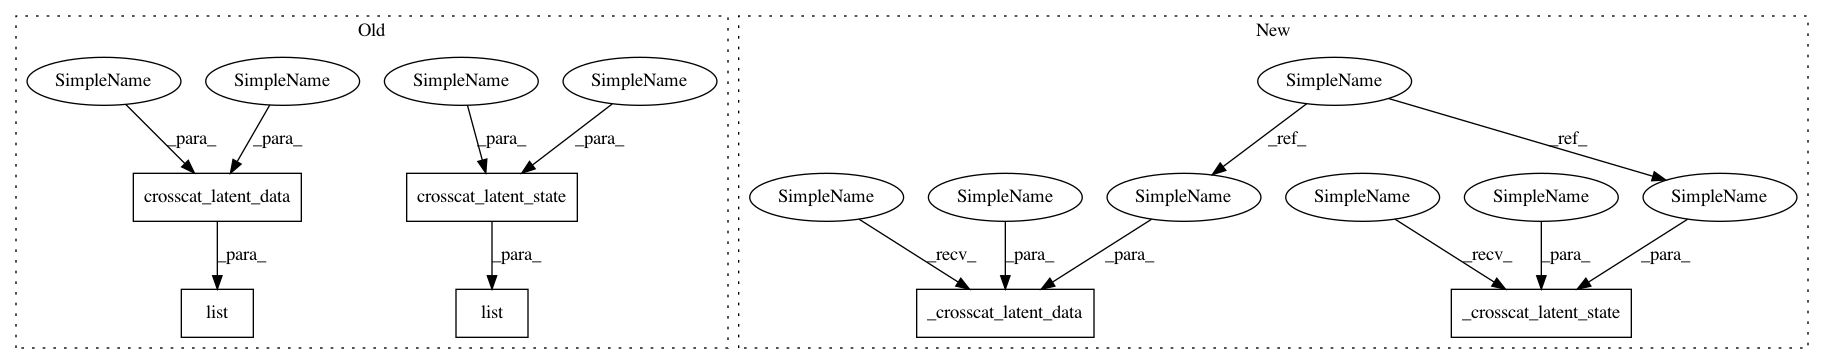 Old
New
SimpleName SimpleName SimpleName SimpleName SimpleName
_para_ _para_ _para_ _para_ _ref_ _ref_
crosscat_latent_data crosscat_latent_state SimpleName SimpleName SimpleName SimpleName SimpleName SimpleName
_para_ _para_ _recv_ _para_ _para_ _recv_ _para_ _para_
list list _crosscat_latent_data _crosscat_latent_state